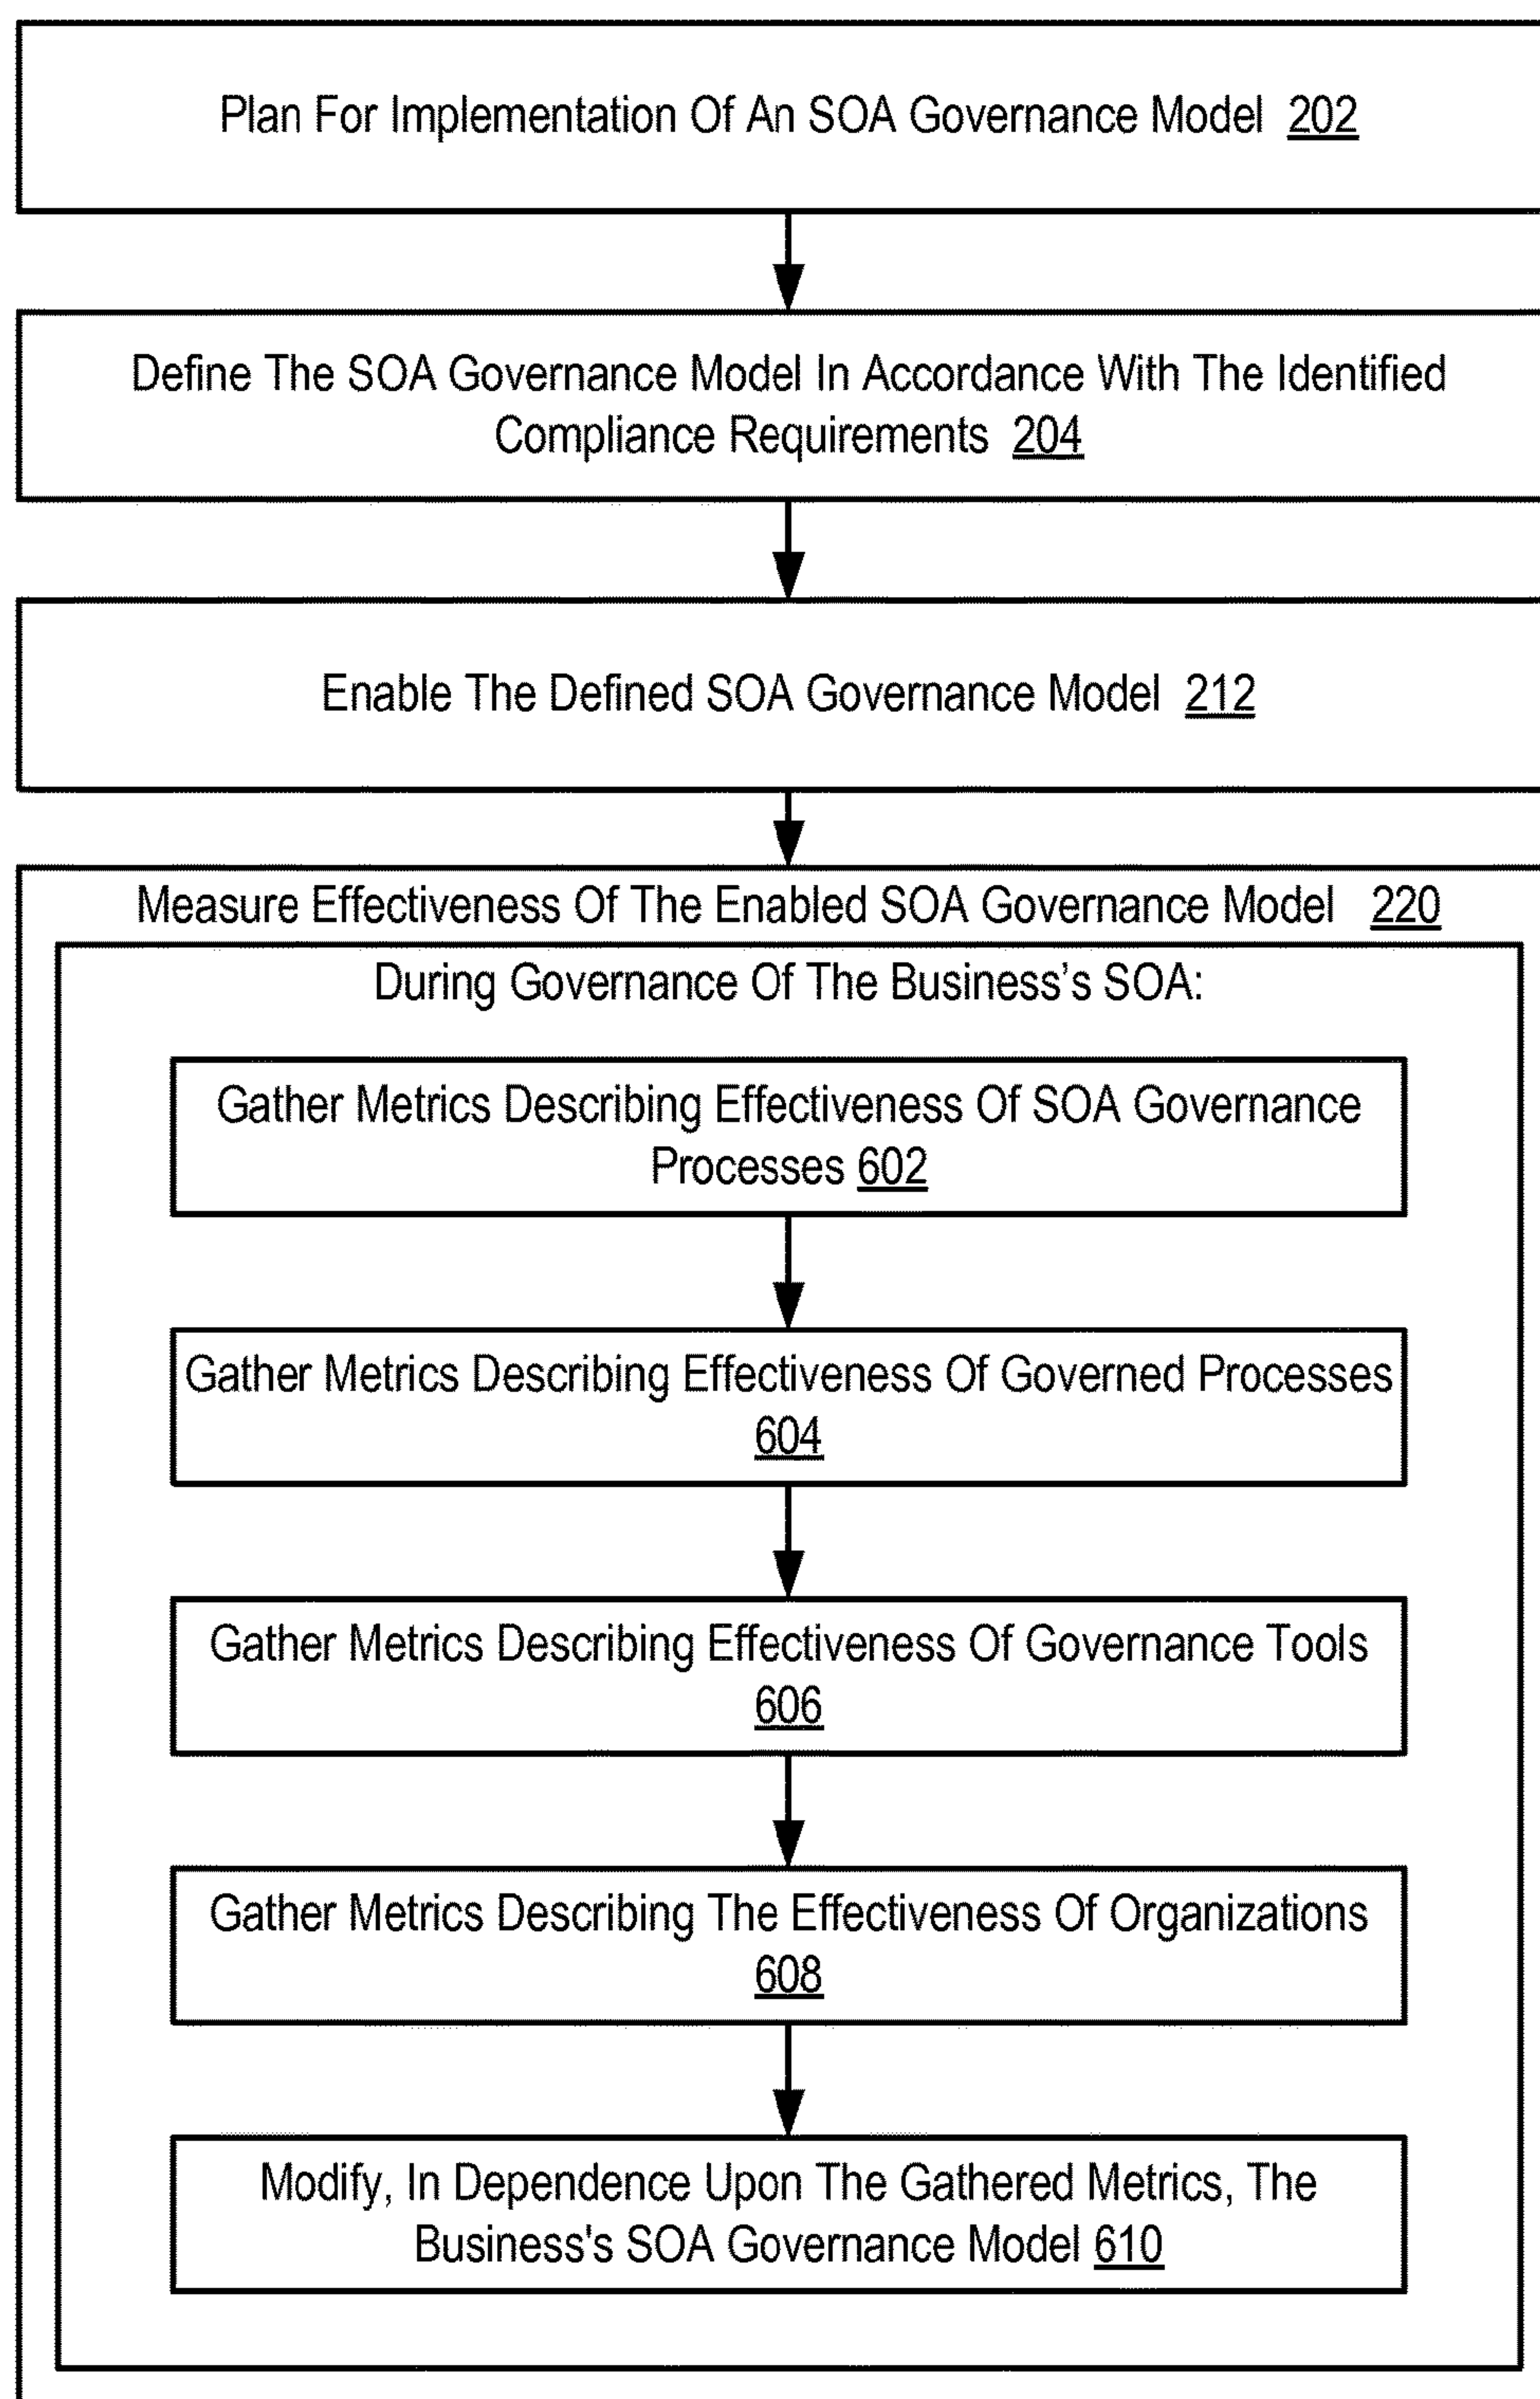 Plan For Implementation Of An SOA Governance Model 202
Define The SOA Governance Model In Accordance With The Identified
Compliance Requirements 204
Enable The Defined SOA Governance Model 212
Measure Effectiveness Of The Enabled SOA Governance Model 220
During Governance Of The Business’s SOA:
Gather Metrics Describing Effectiveness Of SOA Governance
Processes 602
Gather Metrics Describing Effectiveness Of Governed Processes
604
Gather Metrics Describing Effectiveness Of Governance Tools
606
Gather Metrics Describing The Effectiveness Of Organizations
608
Modify, In Dependence Upon The Gathered Metrics, The
Business's SOA Governance Model 610